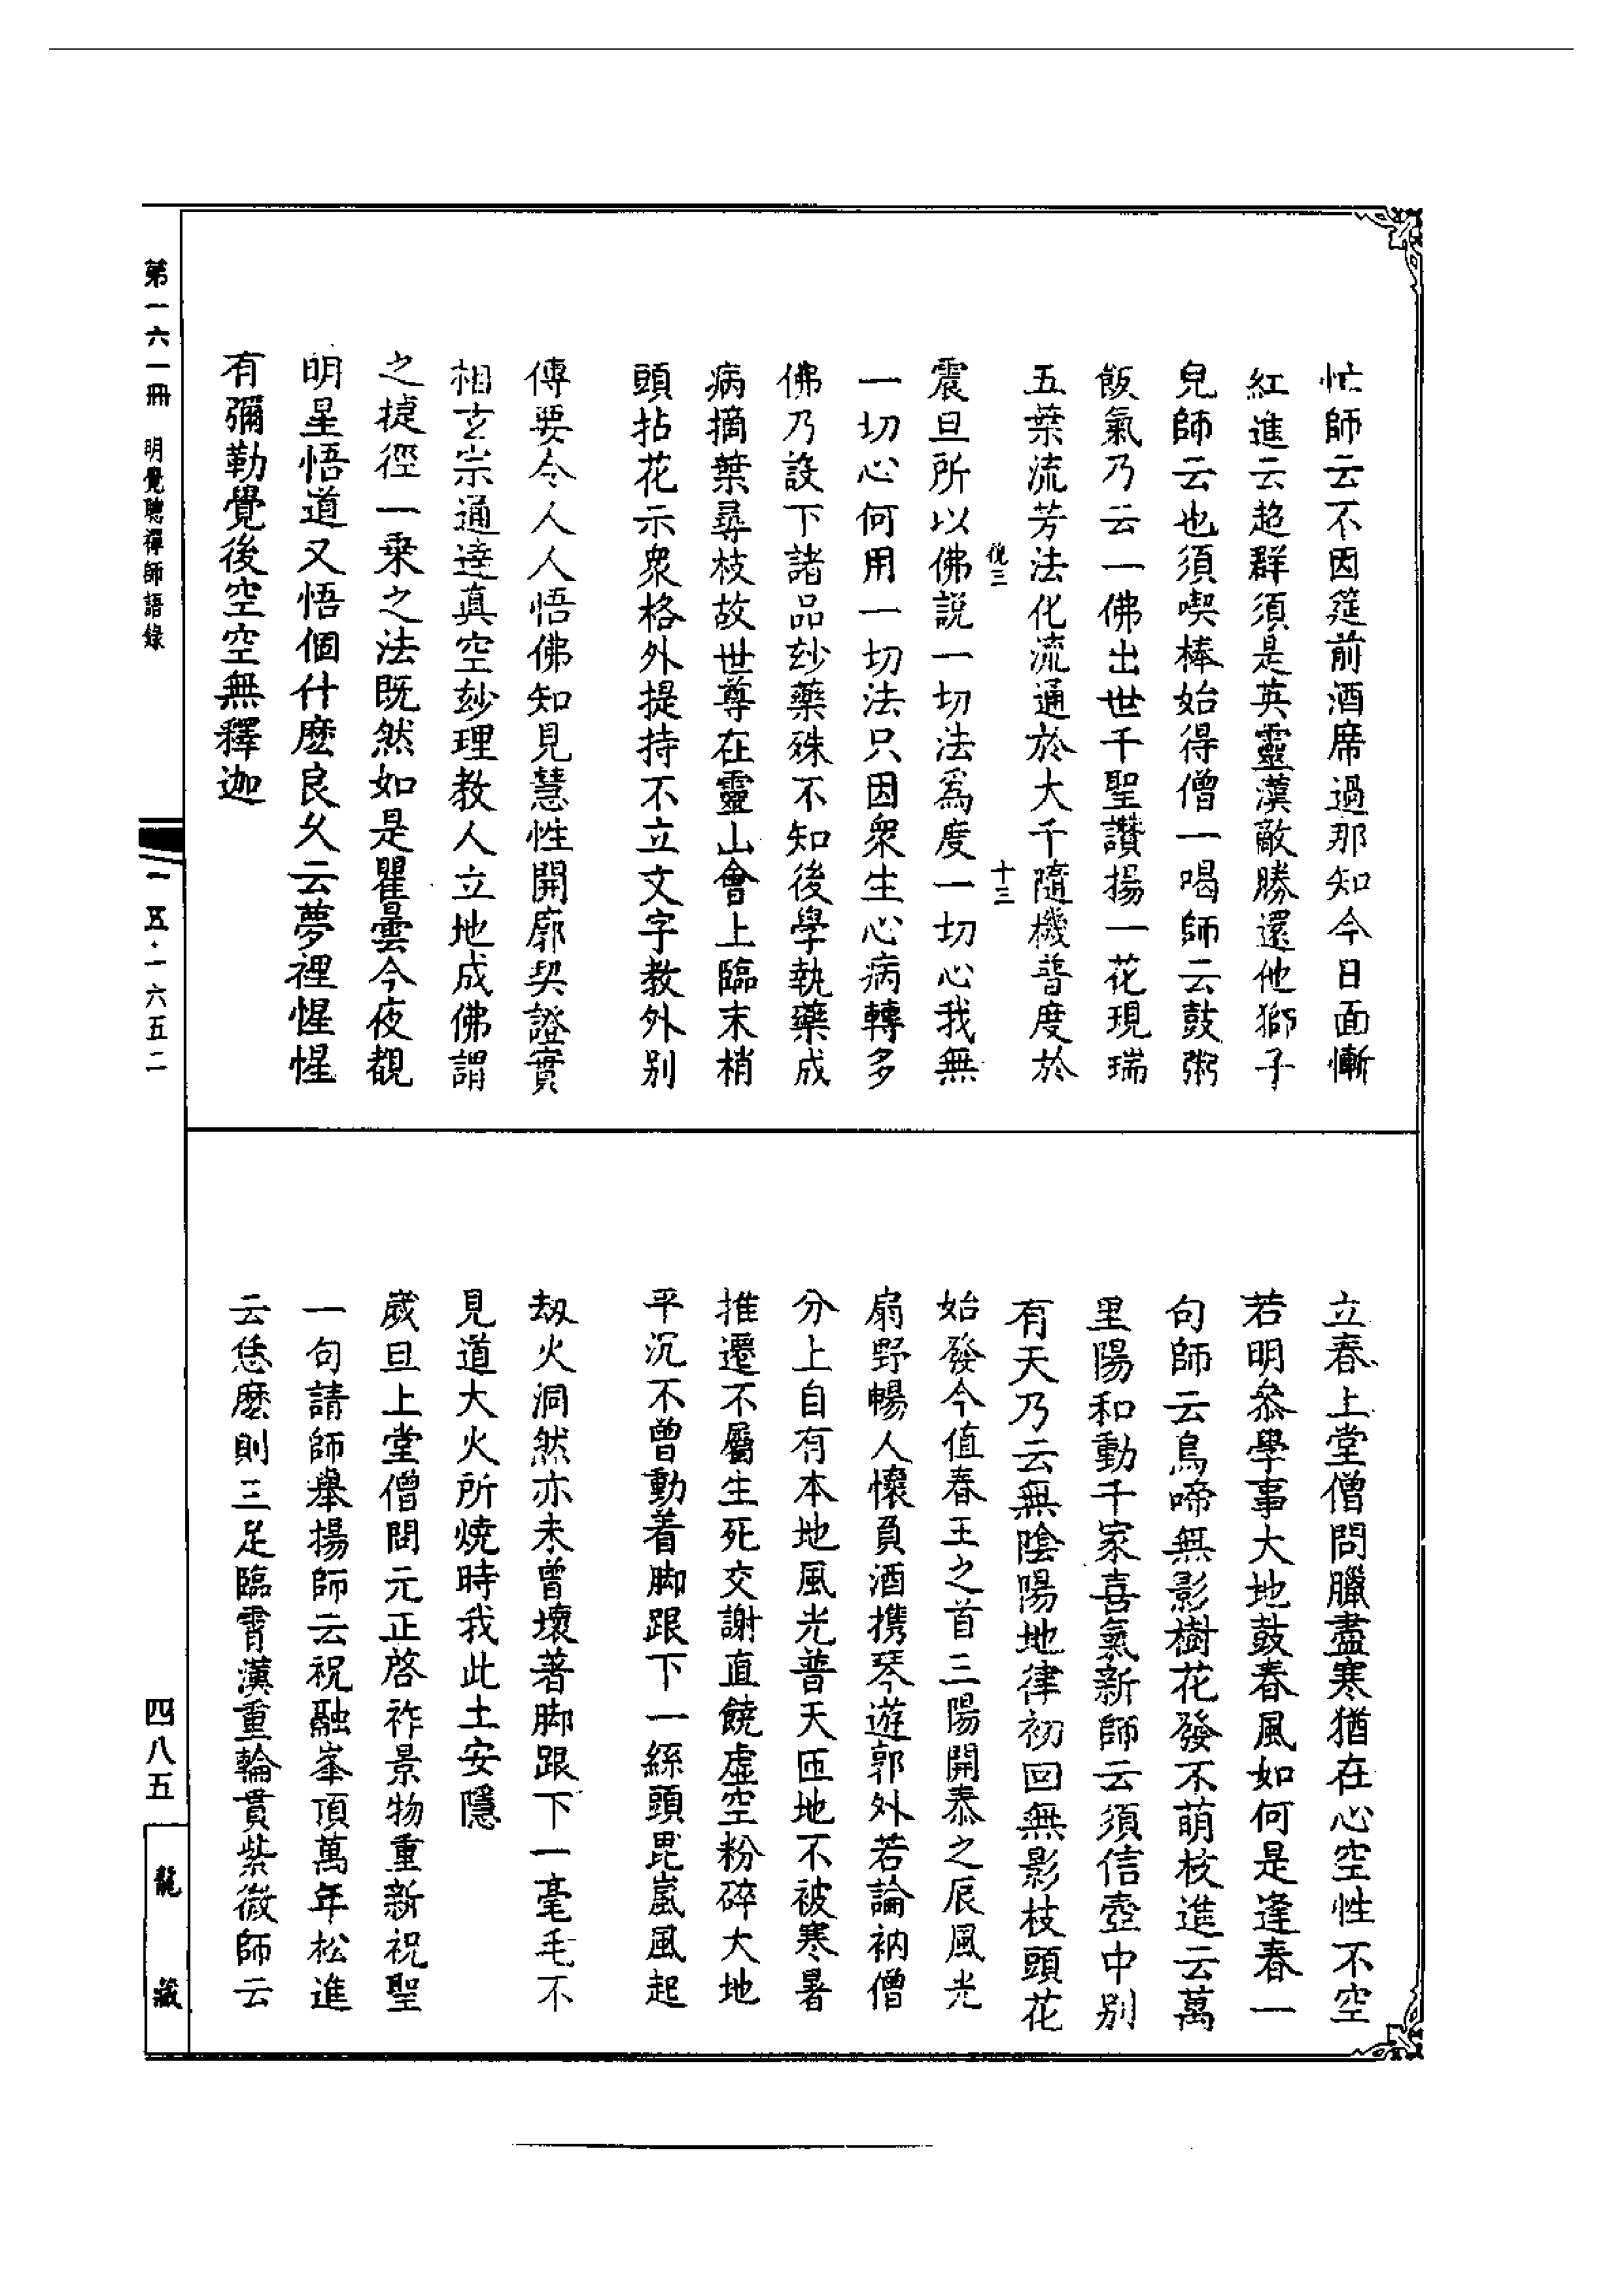 忙師云不因筵前酒席過那知今日面慚
紅進云超群須是英靈漢敵勝還他獅子
兒師云也須喫棒始得僧一喝師云鼓粥
飯氣乃云一佛出世千聖讚揚一花現瑞
五葉流芳法化流通於大千隨機普度於
十三
震旦所以佛説一切法爲度一切心我無
一切心何用一切法只因衆生心病轉多
佛乃設下諸品玅藥殊不知後學執藥成
病摘葉尋枝故世尊在靈山會上臨末梢
頭拈花示衆格外提持不立文字教外别
傳要令人人悟佛知見慧性開廓契證實
相玄宗通達真空玅理教人立地成佛謂
之捷徑一乗之法既然如是瞿曇今夜覩
明星悟道又悟個什麽良乆云夢裡惺惺
有彌勒覺後空空無釋迦
立春上堂僧問臘盡寒猶在心空性不空
若明叅學事大地鼓春風如何是逢春一
句師云鳥啼無影樹花發不萌枝進云萬
里陽和動千家喜氣新師云須信壺中别
有天乃云無陰陽地律初回無影枝頭花
始發今值春王之首三陽開泰之辰風光
扇野暢人懷負酒携琴遊郭外若論衲僧
分上自有本地風光普天匝地不被寒暑
推遷不屬生死交謝直饒虛空粉碎大地
平沉不曾動着脚跟下一絲頭毘嵐風起
劫火洞然亦未曾壞著脚跟下一毫毛不
見道大火所燒時我此土安隱
歲旦上堂僧問元正啓祚景物重新祝聖
一句請師舉揚師云祝融峯頂萬年松進
云恁麽則三足臨霄漢重輪貫紫微師云
第一六一冊　明覺聰禪師語錄
一五·一六五二
四八五
龍藏